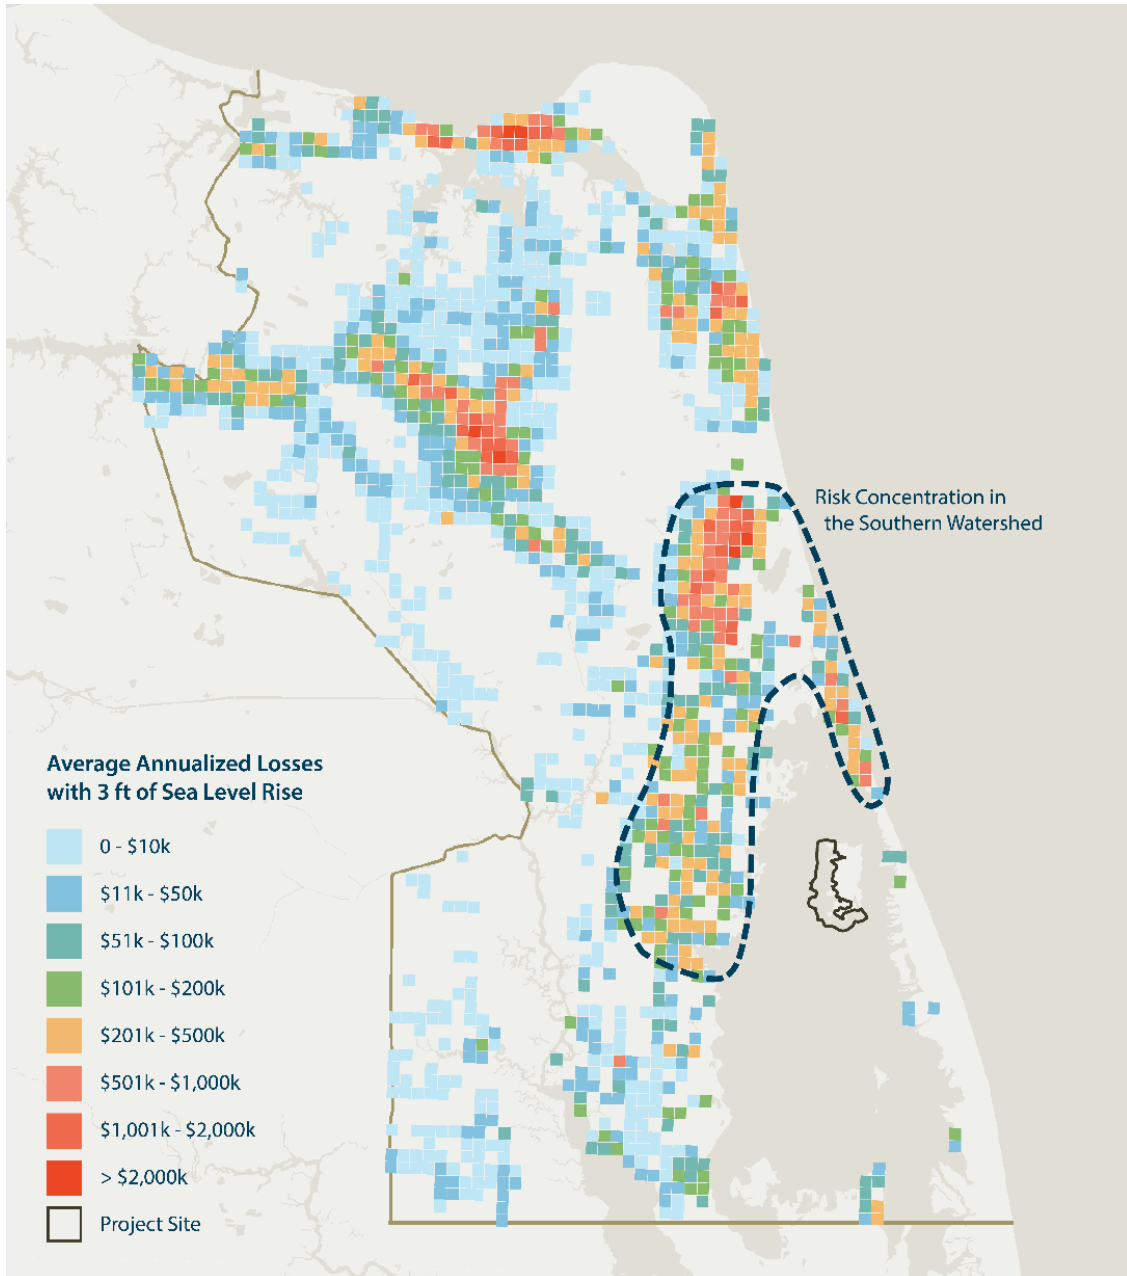 Risk Concentration in
the Southern Watershed
Average Annualized Losses
with 3 ft of Sea Level Rise
0 - $10k
$11k - $50k
$51k - $100k
$101k - $200k
$201k - $500k
$501k - $1,000k
$1,001k - $2,000k
> $2,000k
Project Site